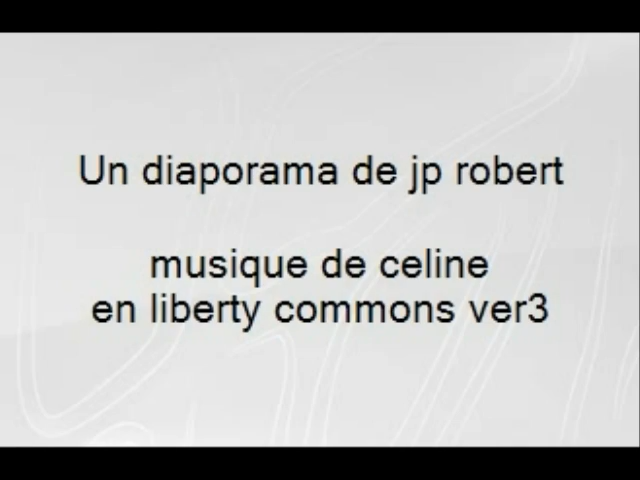 Un diaporama de jp robert
musique de celine
en liberty commons ver3